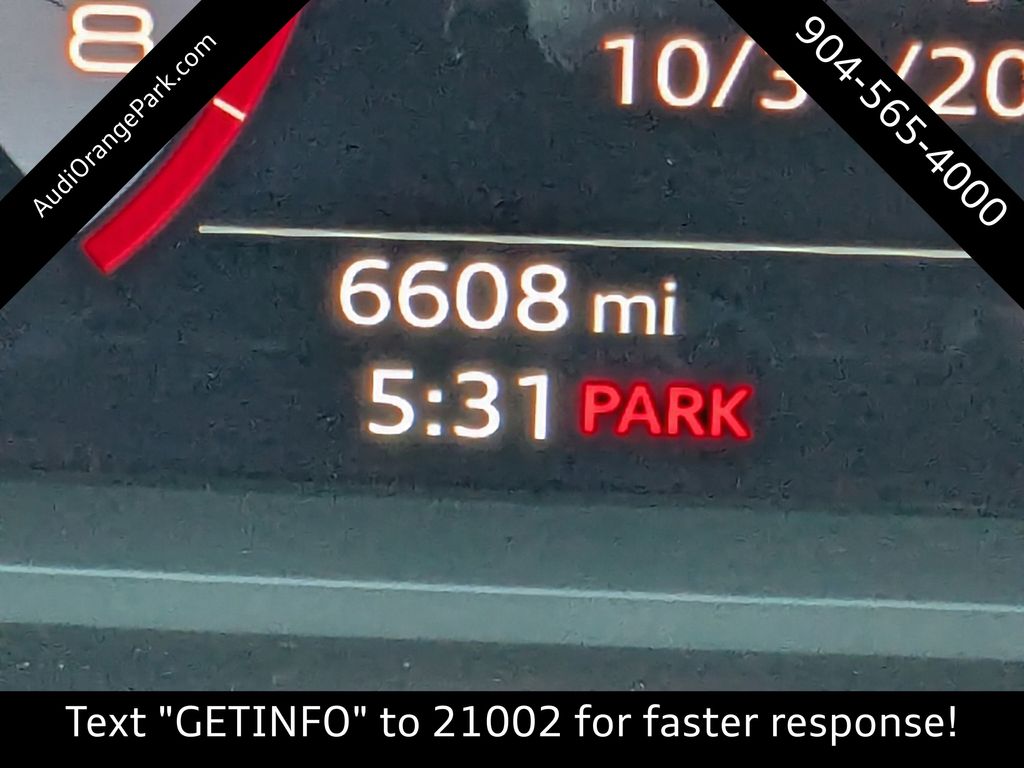 8
AudiOrangePark.com
10/3 /20
904-565-4000
6608 mi
5:31 PARK
Text "GETINFO" to 21002 for faster response!